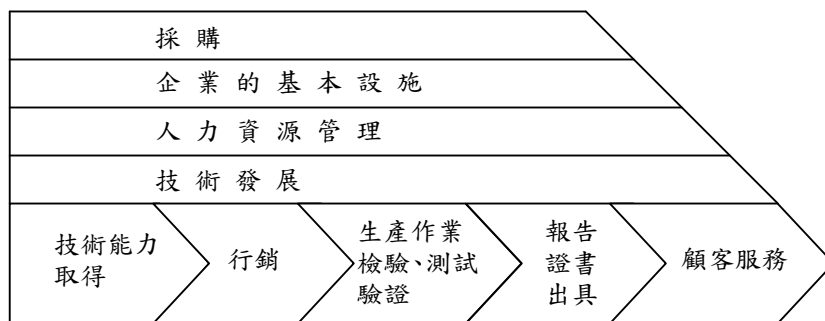 採購
企業的基本設施
人力資源管理
技術發展
技術能力
取得
行銷
生產作業
檢驗、測試
驗證
報告
證書
出具
顧客服務